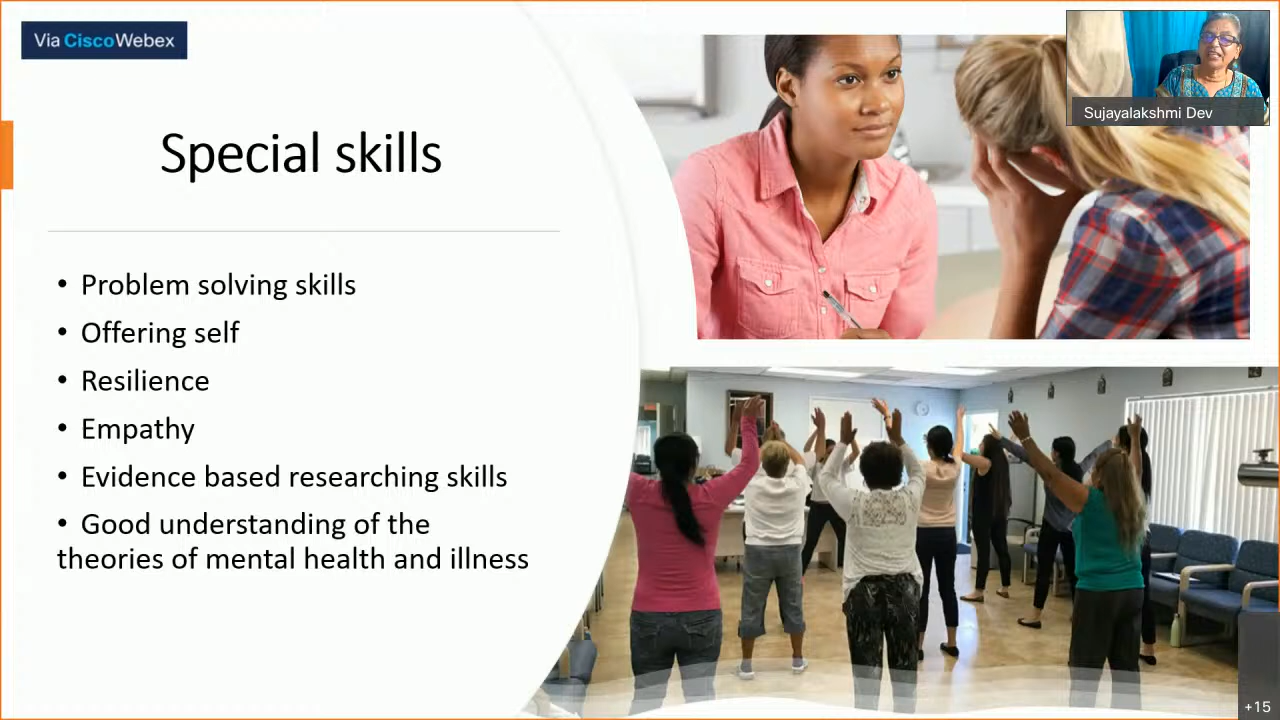 Via CiscoWebex
Sujayalakshmi Dev
Special skills
• Problem solving skills
• Offering self
• Resilience
• Empathy
• Evidence based researching skills
• Good understanding of the
theories of mental health and illness
+15